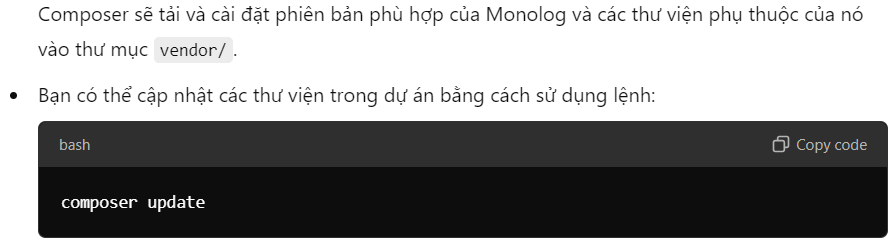 Composer sẽ tải và cài đặt phiên bản phù hợp của Monolog và các thư viện phụ thuộc của nó
vào thư mục vendor/.
• Bạn có thể cập nhật các thư viện trong dự án bằng cách sử dụng lệnh:
bash Copy code
composer update